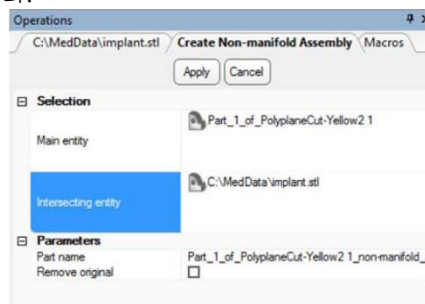 Operations
C:\MedData\implant.stl Create Non-manifold Assembly Macros
Apply Cancel
Selection
Main entity Part_1_of_PolyplaneCut-Yellow2 1
Intersecting entity C:\MedData\implant.stl
Parameters
Part name Part_1_of_PolyplaneCut-Yellow2 1_non-manifold_
Remove original